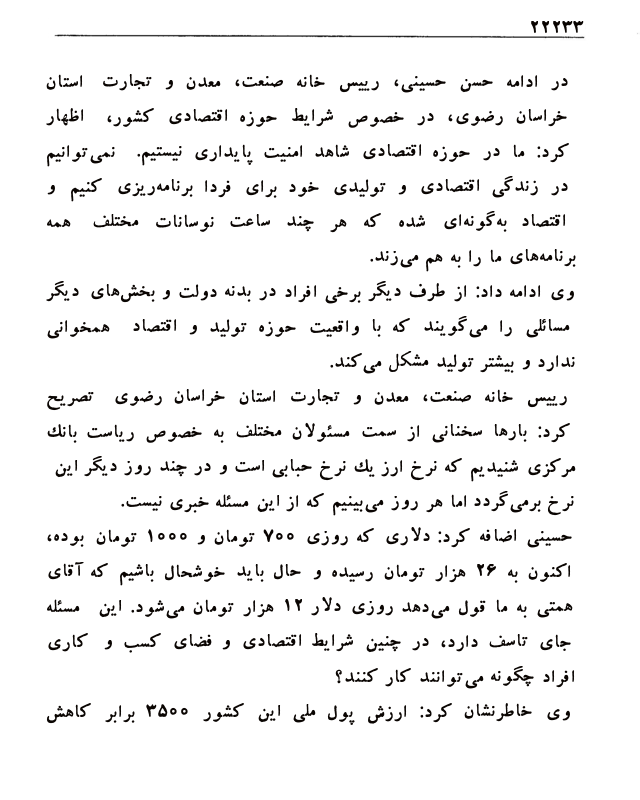 ۲۲۲۳۳
در ادامه حسن حسینی، رییس خانه صنعت، معدن و تجارت استان
خراسان رضوی، در خصوص شرایط حوزه اقتصادی کشور، اظهار
کرد: ما در حوزه اقتصادی شاهد امنیت پایداری نیستیم. نمی‌توانیم
در زندگی اقتصادی و تولیدی خود برای فردا برنامه‌ریزی کنیم و
اقتصاد به‌گونه‌ای شده که هر چند ساعت نوسانات مختلف همه
برنامه‌های ما را به هم می‌زند.
وی ادامه داد: از طرف دیگر برخی افراد در بدنه دولت و بخش‌های دیگر
مسائلی را می‌گویند که با واقعیت حوزه تولید و اقتصاد همخوانی
ندارد و بیشتر تولید مشکل می‌کند.
رییس خانه صنعت، معدن و تجارت استان خراسان رضوی تصریح
کرد: بارها سخنانی از سمت مسئولان مختلف به خصوص ریاست بانك
مرکزی شنیدیم که نرخ ارز یك نرخ حبابی است و در چند روز دیگر این
نرخ برمی‌گردد اما هر روز می‌بینیم که از این مسئله خبری نیست.
حسینی اضافه کرد: دلاری که روزی ۷۰۰ تومان و ۱۰۰۰ تومان بوده،
اکنون به ۲۶ هزار تومان رسیده و حال باید خوشحال باشیم که آقای
همتی به ما قول می‌دهد روزی دلار ۱۲ هزار تومان می‌شود. این مسئله
جای تاسف دارد، در چنین شرایط اقتصادی و فضای کسب و کاری
افراد چگونه می‌توانند کار کنند؟
وی خاطرنشان کرد: ارزش پول ملی این کشور ۳۵۰۰ برابر کاهش